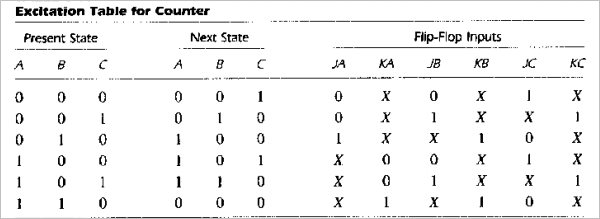 Excitation Table for Counter
Present State Next State Flip-Flop Inputs
A B C A B C JA KA JB KB JC KC
0 0 0 0 0 1 0 X 0 X 1 X
0 0 1 0 1 0 0 X 1 X X 1
0 1 0 1 0 0 1 X X 1 0 X
1 0 0 1 0 1 X 0 0 X 1 X
1 0 1 1 1 0 X 0 1 X X 1
1 1 0 0 0 0 X 1 X 1 0 X